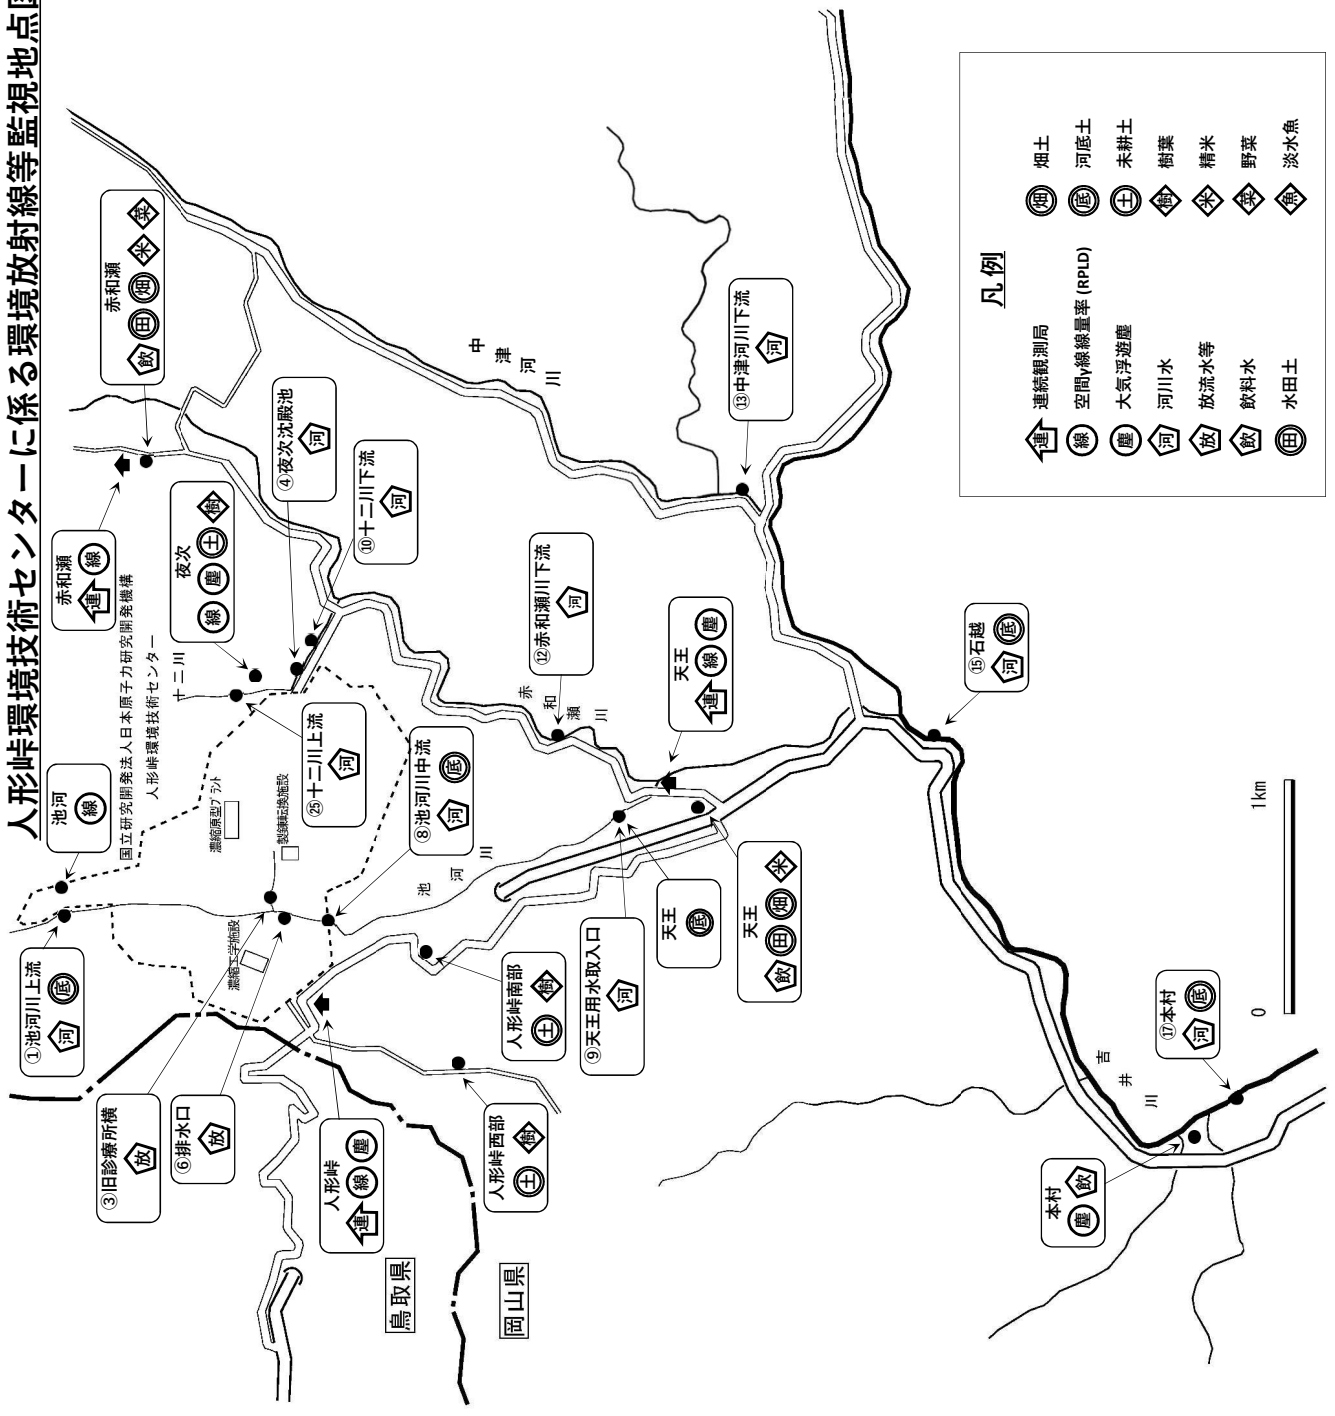 人形峠環境技術センターに係る環境放射線等監視地点図
①池河川上流
河 底
池河
線
赤和瀬
連 線
赤和瀬
飲 田 畑 米 菜
国立研究開発法人日本原子力研究開発機構
人形峠環境技術センター
十二川
夜次
線 塵 土 樹
④夜次沈殿池
河
⑩十二川下流
河
㉕十二川上流
河
濃縮原型プラント
製錬転換施設
濃縮工学施設
③旧診療所横
放
⑥排水口
放
⑧池河川中流
河 底
池河川
人形峠
連 線 塵
人形峠西部
土 樹
人形峠南部
土 樹
鳥取県
岡山県
⑨天王用水取入口
河
天王
底
天王
飲 田 畑 米
天王
連 線 塵
赤和瀬川
⑫赤和瀬川下流
河
中津河川
⑬中津河川下流
河
⑮石越
河 底
吉井川
本村
塵 飲
⑰本村
河 底
0 1km
凡例
連 連続観測局
線 空間γ線線量率(RPLD)
塵 大気浮遊塵
河 河川水
放 放流水等
飲 飲料水
田 水田土
畑 畑土
底 河底土
土 未耕土
樹 樹葉
米 精米
菜 野菜
魚 淡水魚